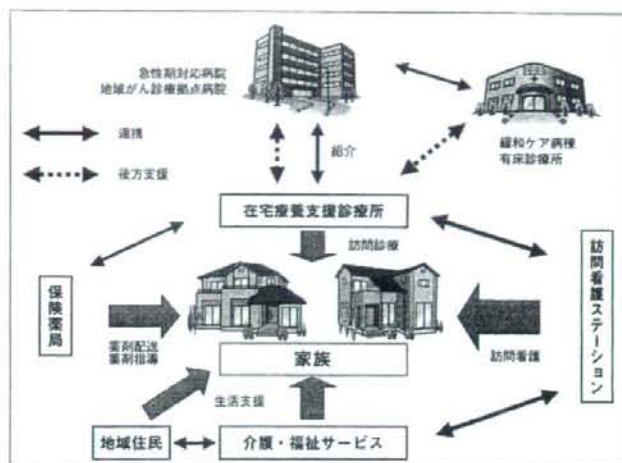 急性期対応病院
地域がん診療拠点病院
連携
後方支援
紹介
緩和ケア病棟
有床診療所
在宅療養支援診療所
訪問診療
保険薬局
訪問看護ステーション
薬剤配送
薬剤指導
家族
訪問看護
生活支援
地域住民
介護・福祉サービス